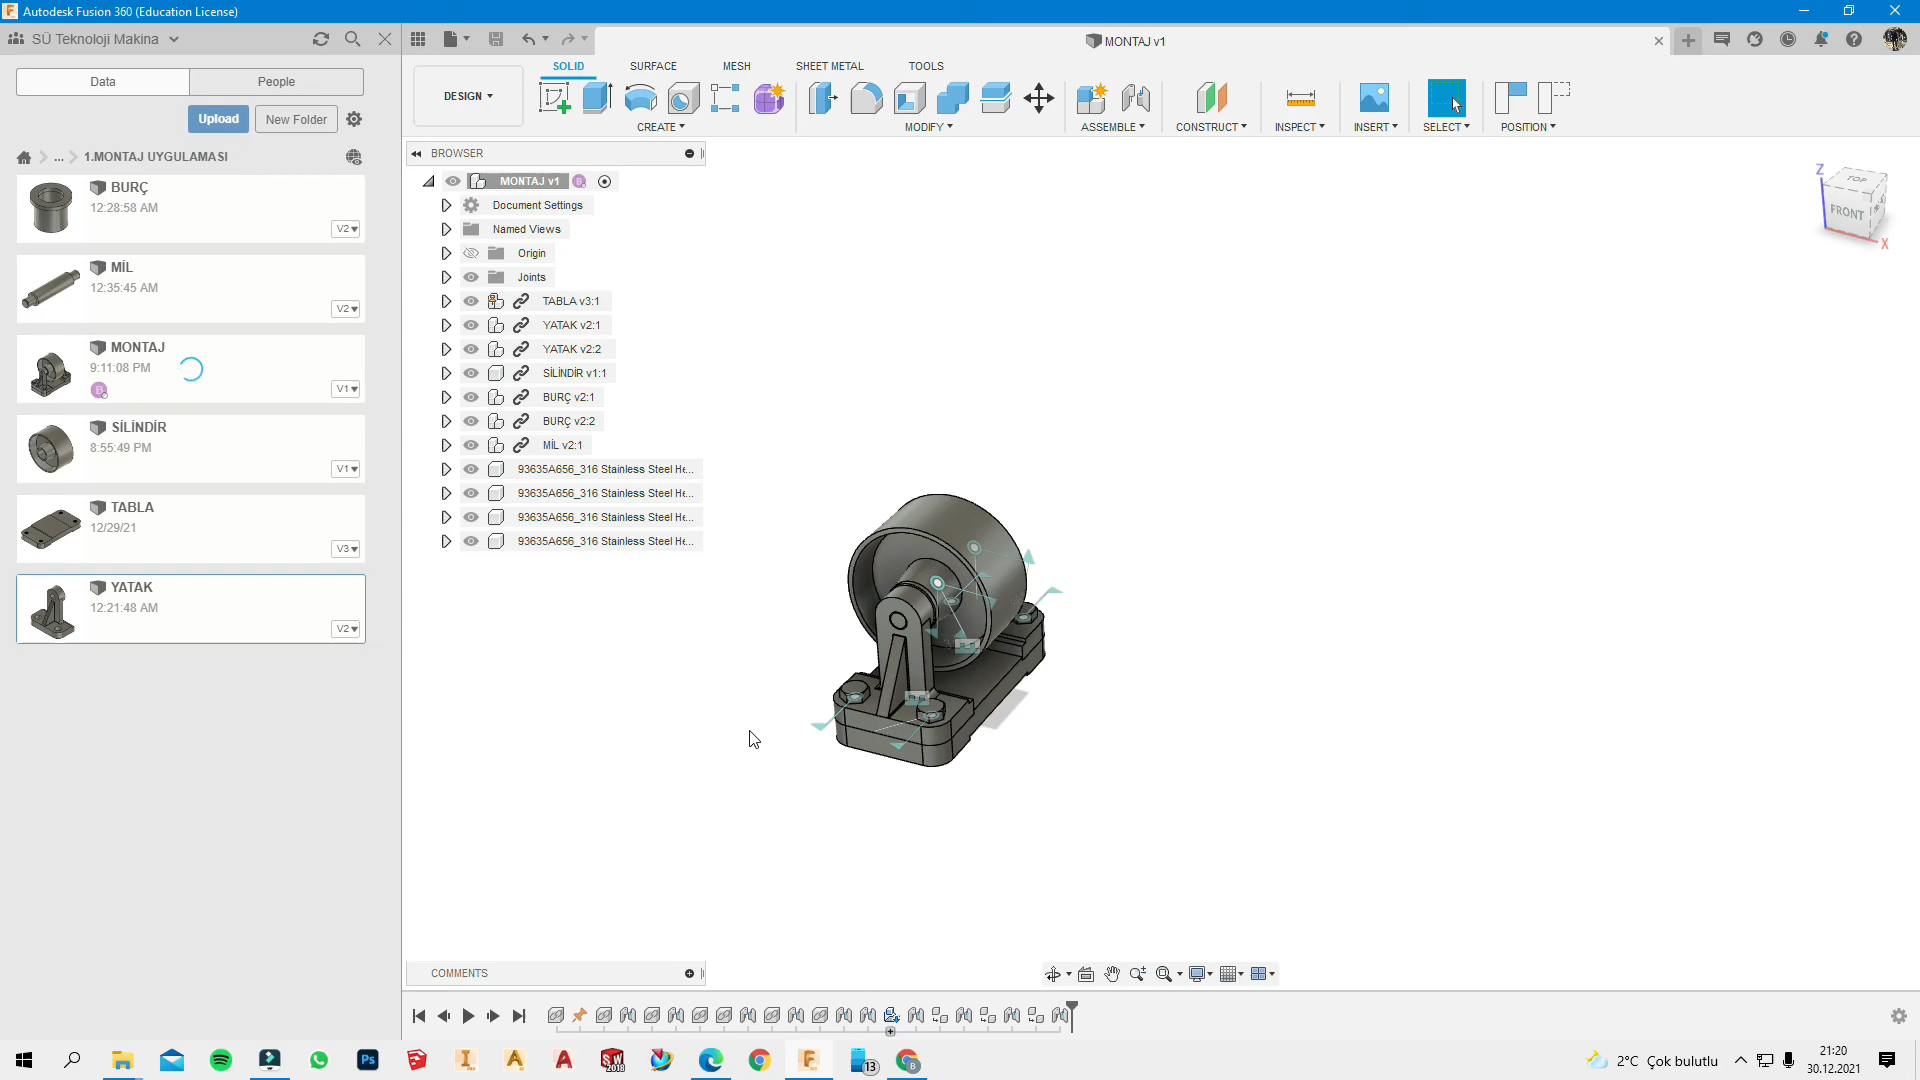 Autodesk Fusion 360 (Education License)
SÜ Teknoloji Makina
MONTAJ v1
Data
People
Upload
New Folder
... 1.MONTAJ UYGULAMASI
BURÇ
12:28:58 AM
V2
MİL
12:35:45 AM
V2
MONTAJ
9:11:08 PM
B
V1
SİLİNDİR
8:55:49 PM
V1
TABLA
12/29/21
V3
YATAK
12:21:48 AM
V2
SOLID
SURFACE
MESH
SHEET METAL
TOOLS
DESIGN
CREATE
MODIFY
ASSEMBLE
CONSTRUCT
INSPECT
INSERT
SELECT
POSITION
BROWSER
MONTAJ v1
Document Settings
Named Views
Origin
Joints
TABLA v3:1
YATAK v2:1
YATAK v2:2
SİLİNDİR v1:1
BURÇ v2:1
BURÇ v2:2
MİL v2:1
93635A656_316 Stainless Steel He...
93635A656_316 Stainless Steel He...
93635A656_316 Stainless Steel He...
93635A656_316 Stainless Steel He...
Z
TOP
FRONT
X
COMMENTS
Ps
SW
2018
13
B
2°C Çok bulutlu
21:20
30.12.2021